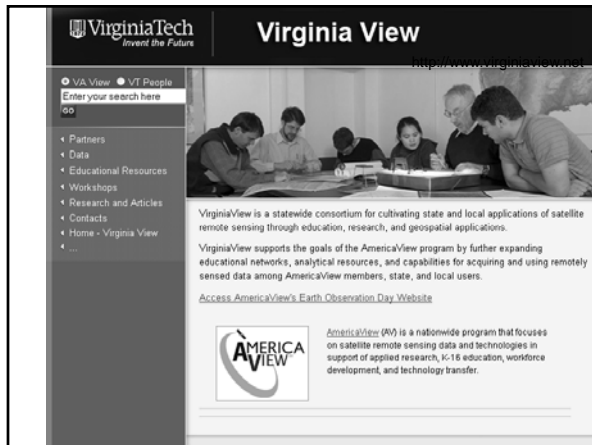 VirginiaTech
Invent the Future
Virginia View
http://www.virginiaview.net
VA View VT People
Enter your search here
GO
Partners
Data
Educational Resources
Workshops
Research and Articles
Contacts
Home - Virginia View
...
VirginiaView is a statewide consortium for cultivating state and local applications of satellite
remote sensing through education, research, and geospatial applications.
VirginiaView supports the goals of the AmericaView program by further expanding
educational networks, analytical resources, and capabilities for acquiring and using remotely
sensed data among AmericaView members, state, and local users.
Access AmericaView's Earth Observation Day Website
AMERICA
VIEW
AmericaView (AV) is a nationwide program that focuses
on satellite remote sensing data and technologies in
support of applied research, K-16 education, workforce
development, and technology transfer.